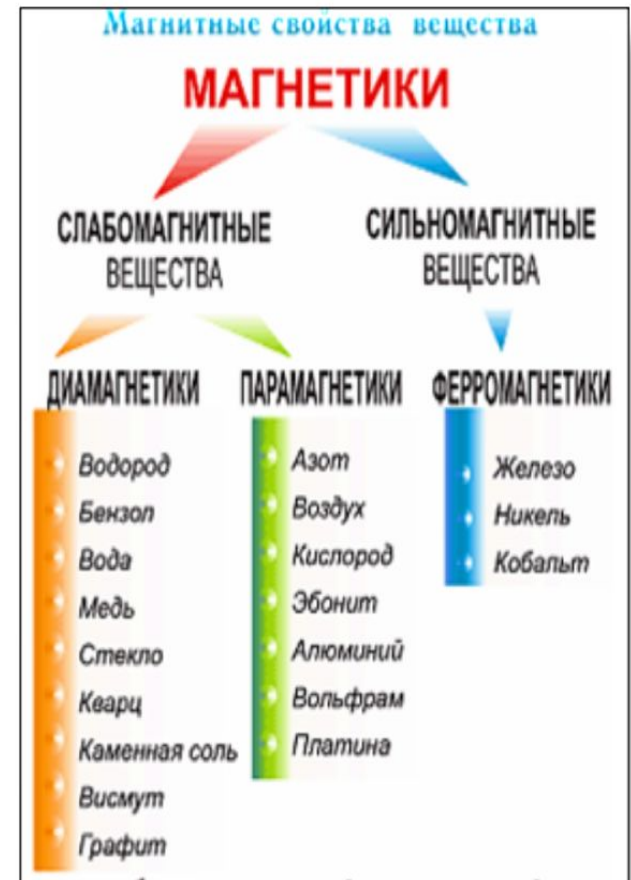 Магнитные свойства вещества
МАГНЕТИКИ
СЛАБОМАГНИТНЫЕ
ВЕЩЕСТВА
СИЛЬНОМАГНИТНЫЕ
ВЕЩЕСТВА
ДИАМАГНЕТИКИ
Водород
Бензол
Вода
Медь
Стекло
Кварц
Каменная соль
Висмут
Графит
ПАРАМАГНЕТИКИ
Азот
Воздух
Кислород
Эбонит
Алюминий
Вольфрам
Платина
ФЕРРОМАГНЕТИКИ
Железо
Никель
Кобальт